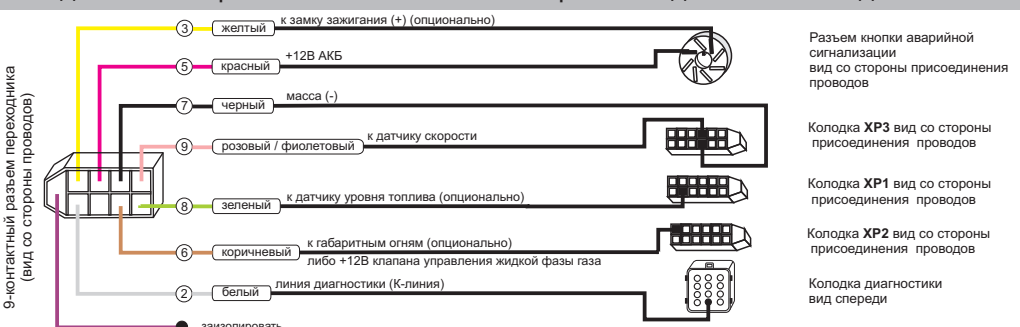 9-контактный разъем переходника
(вид со стороны проводов)
3 желтый к замку зажигания (+) (опционально)
5 красный +12В АКБ
7 черный масса (-)
9 розовый / фиолетовый к датчику скорости
8 зеленый к датчику уровня топлива (опционально)
6 коричневый к габаритным огням (опционально)
либо +12В клапана управления жидкой фазы газа
2 белый линия диагностики (К-линия)
заизолировать
Разъем кнопки аварийной
сигнализации
вид со стороны присоединения
проводов
Колодка XP3 вид со стороны
присоединения проводов
Колодка XP1 вид со стороны
присоединения проводов
Колодка XP2 вид со стороны
присоединения проводов
Колодка диагностики
вид спереди